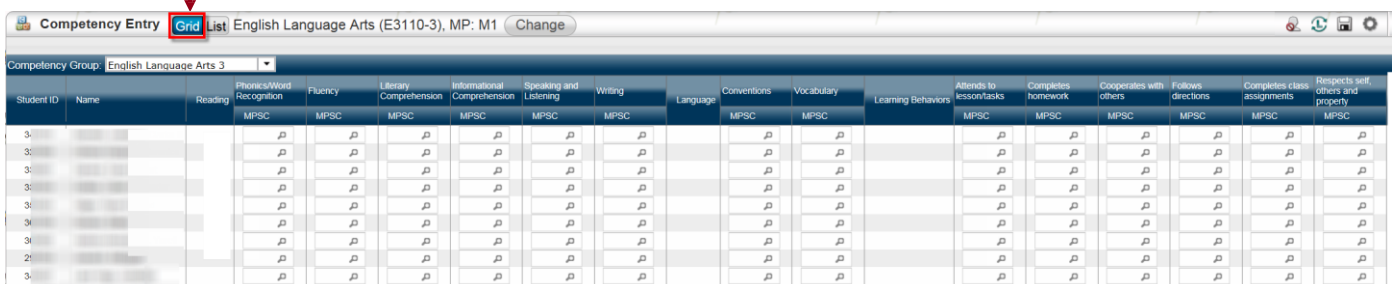 Competency Entry Grid List English Language Arts (E3110-3), MP: M1 Change
Competency Group: English Language Arts 3
Student ID Name Reading Phonics/Word Recognition Fluency Literary Comprehension Informational Comprehension Speaking and Listening Writing Language Conventions Vocabulary Learning Behaviors Attends to lesson/tasks Completes homework Cooperates with others Follows directions Completes class assignments Respects self, others and property
MPSC MPSC MPSC MPSC MPSC MPSC MPSC MPSC MPSC MPSC MPSC MPSC MPSC MPSC